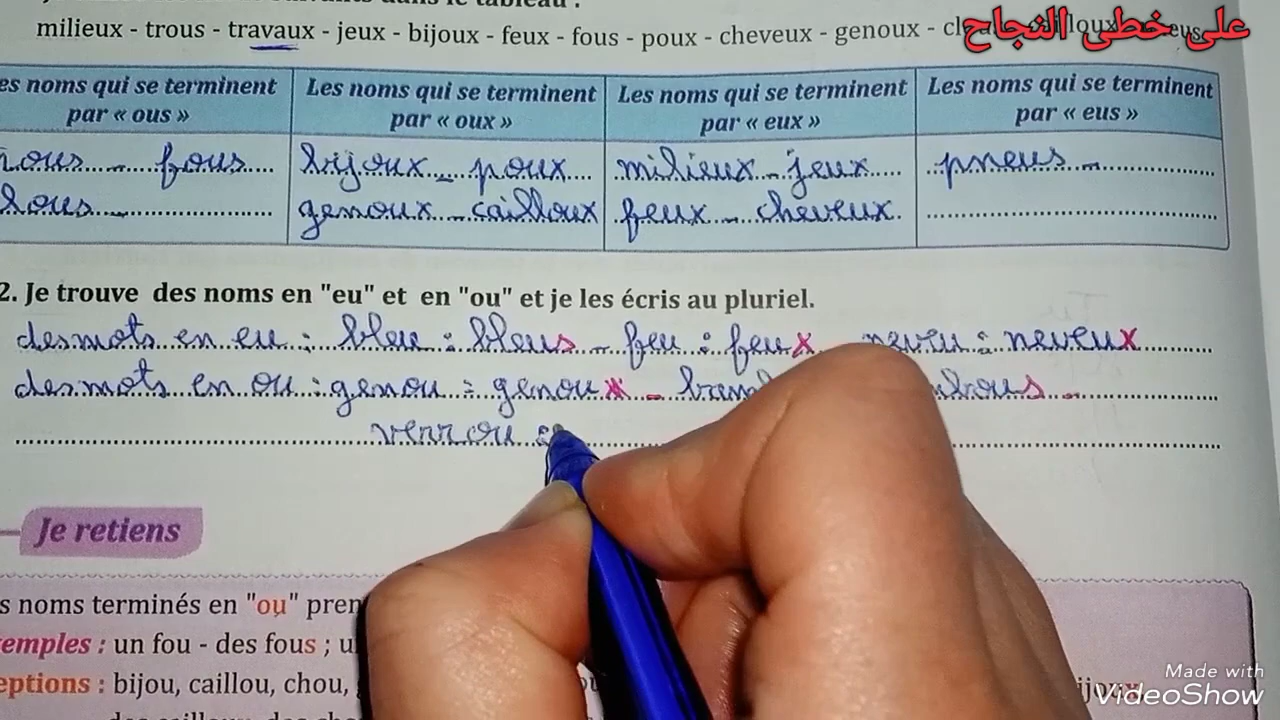 milieux - trous - travaux - jeux - bijoux - feux - fous - poux - cheveux - genoux -
على خطى النجاح
es noms qui se terminent par « ous »
Les noms qui se terminent par « oux »
Les noms qui se terminent par « eux »
Les noms qui se terminent par « eus »
rous - fous
lous -
bijoux - poux
genoux - cailloux
milieux - jeux
feux - cheveux.
pneus -
2. Je trouve des noms en "eu" et en "ou" et je les écris au pluriel.
des mots en eu : bleu : bleus - feu : feux neveu : neveux
des mots en ou : genou : genoux -
verrou :
Je retiens
s noms terminés en "ou"
emples : un fou - des fous ;
eptions : bijou, caillou, chou,
Made with
VideoShow